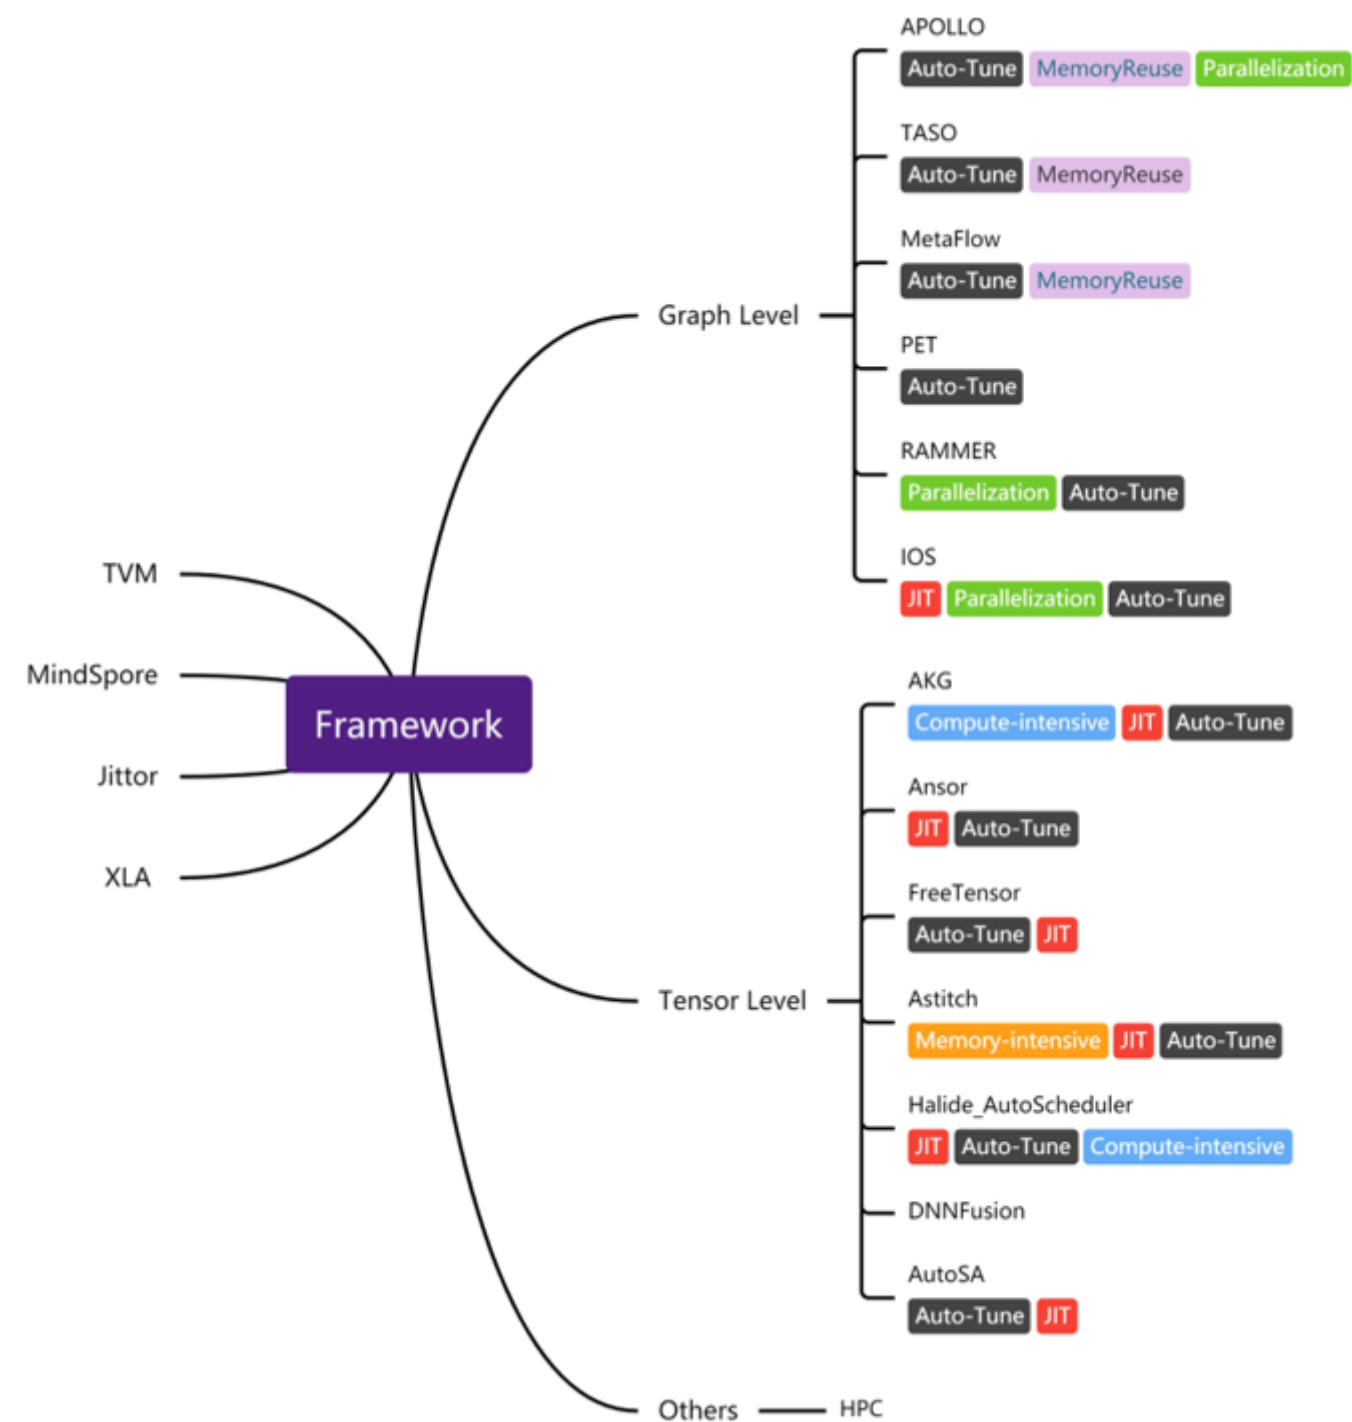 APOLLO
Auto-Tune MemoryReuse Parallelization
TASO
Auto-Tune MemoryReuse
MetaFlow
Auto-Tune MemoryReuse
Graph Level
PET
Auto-Tune
RAMMER
Parallelization Auto-Tune
IOS
JIT Parallelization Auto-Tune
TVM
MindSpore
Framework
Jittor
XLA
AKG
Compute-intensive JIT Auto-Tune
Ansor
JIT Auto-Tune
FreeTensor
Auto-Tune JIT
Tensor Level
Astitch
Memory-intensive JIT Auto-Tune
Halide_AutoScheduler
JIT Auto-Tune Compute-intensive
DNNFusion
AutoSA
Auto-Tune JIT
Others
HPC